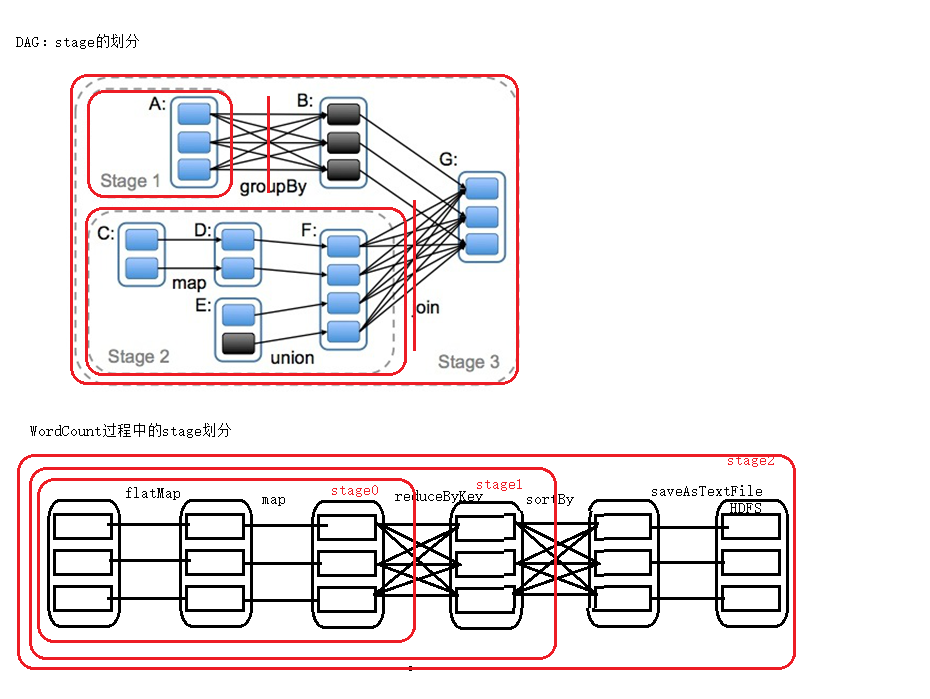 DAG：stage的划分
A:
B:
Stage 1
groupBy
G:
C:
D:
F:
map
E:
join
Stage 2
union
Stage 3
WordCount过程中的stage划分
stage2
flatMap
map
stage0
reduceByKey
stage1
sortBy
saveAsTextFile
HDFS